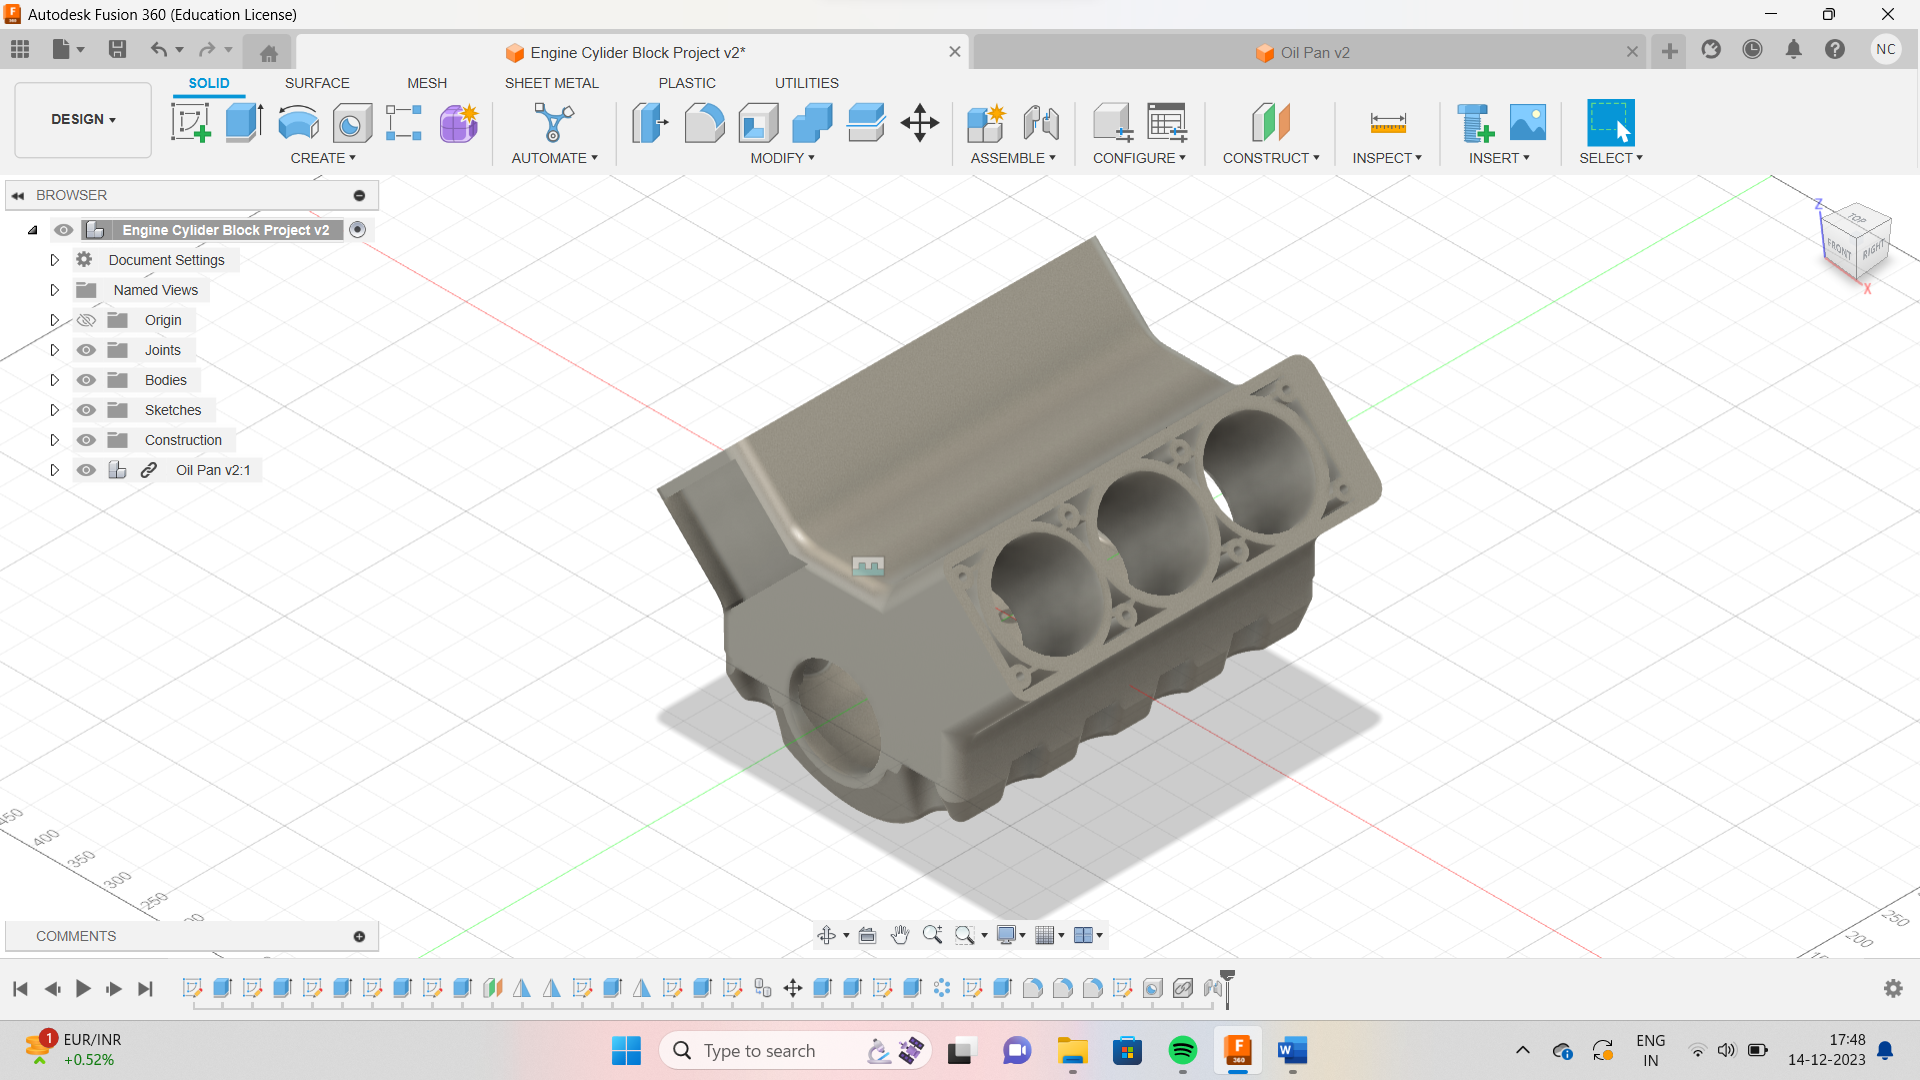 Autodesk Fusion 360 (Education License)
Engine Cylider Block Project v2*
Oil Pan v2
NC
DESIGN
SOLID
SURFACE
MESH
SHEET METAL
PLASTIC
UTILITIES
CREATE
AUTOMATE
MODIFY
ASSEMBLE
CONFIGURE
CONSTRUCT
INSPECT
INSERT
SELECT
BROWSER
Engine Cylider Block Project v2
Document Settings
Named Views
Origin
Joints
Bodies
Sketches
Construction
Oil Pan v2:1
Z
TOP
FRONT
RIGHT
X
450
400
350
300
250
250
200
COMMENTS
1
EUR/INR
+0.52%
Type to search
F
360
W
ENG
IN
17:48
14-12-2023